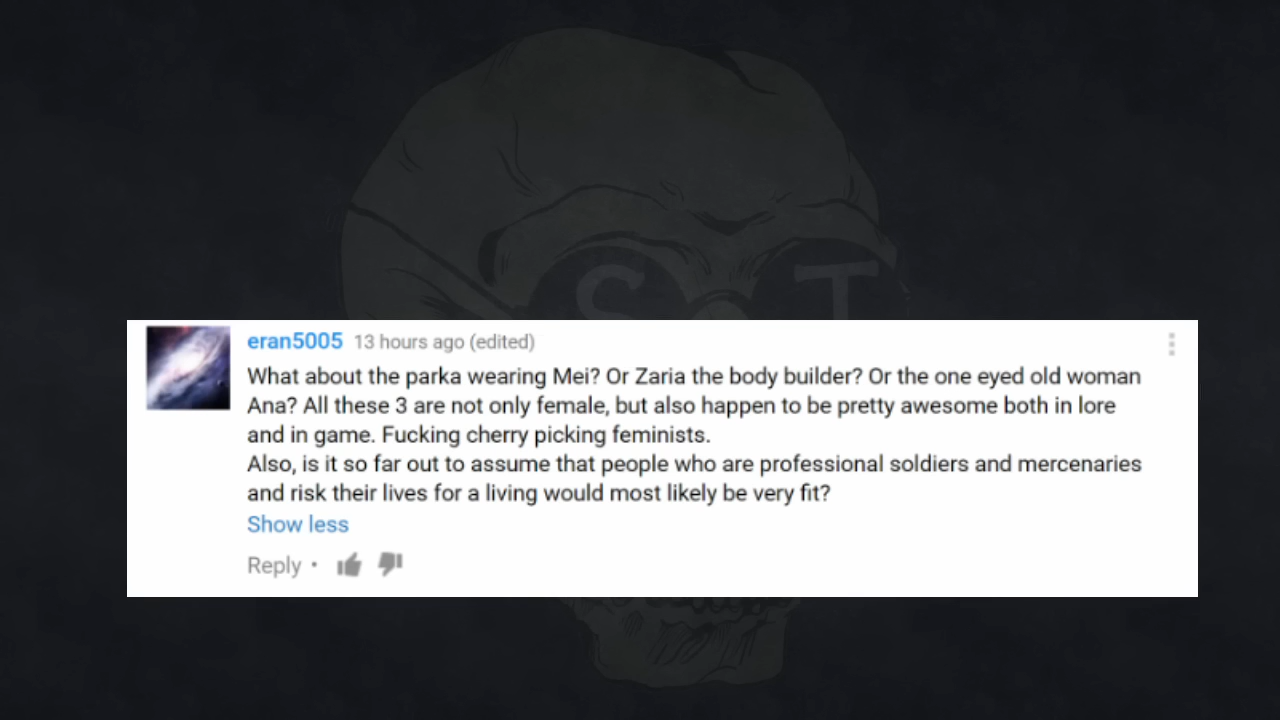 S T
eran5005 13 hours ago (edited)
What about the parka wearing Mei? Or Zaria the body builder? Or the one eyed old woman
Ana? All these 3 are not only female, but also happen to be pretty awesome both in lore
and in game. Fucking cherry picking feminists.
Also, is it so far out to assume that people who are professional soldiers and mercenaries
and risk their lives for a living would most likely be very fit?
Show less
Reply •